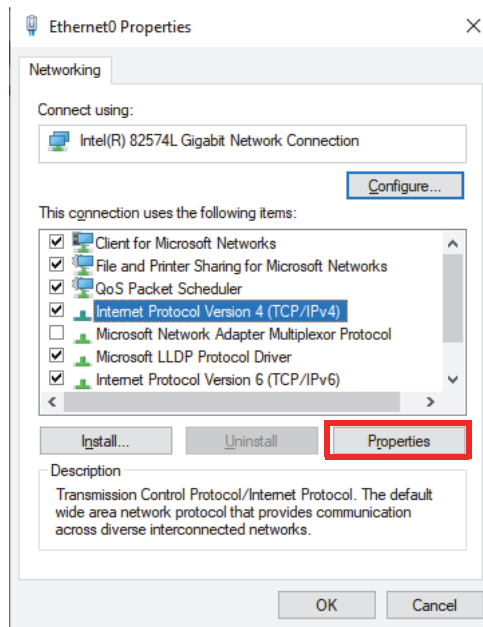 Ethernet0 Properties
Networking
Connect using:
Intel(R) 82574L Gigabit Network Connection
Configure...
This connection uses the following items:
Client for Microsoft Networks
File and Printer Sharing for Microsoft Networks
QoS Packet Scheduler
Internet Protocol Version 4 (TCP/IPv4)
Microsoft Network Adapter Multiplexor Protocol
Microsoft LLDP Protocol Driver
Internet Protocol Version 6 (TCP/IPv6)
Install...
Uninstall
Properties
Description
Transmission Control Protocol/Internet Protocol. The default
wide area network protocol that provides communication
across diverse interconnected networks.
OK
Cancel